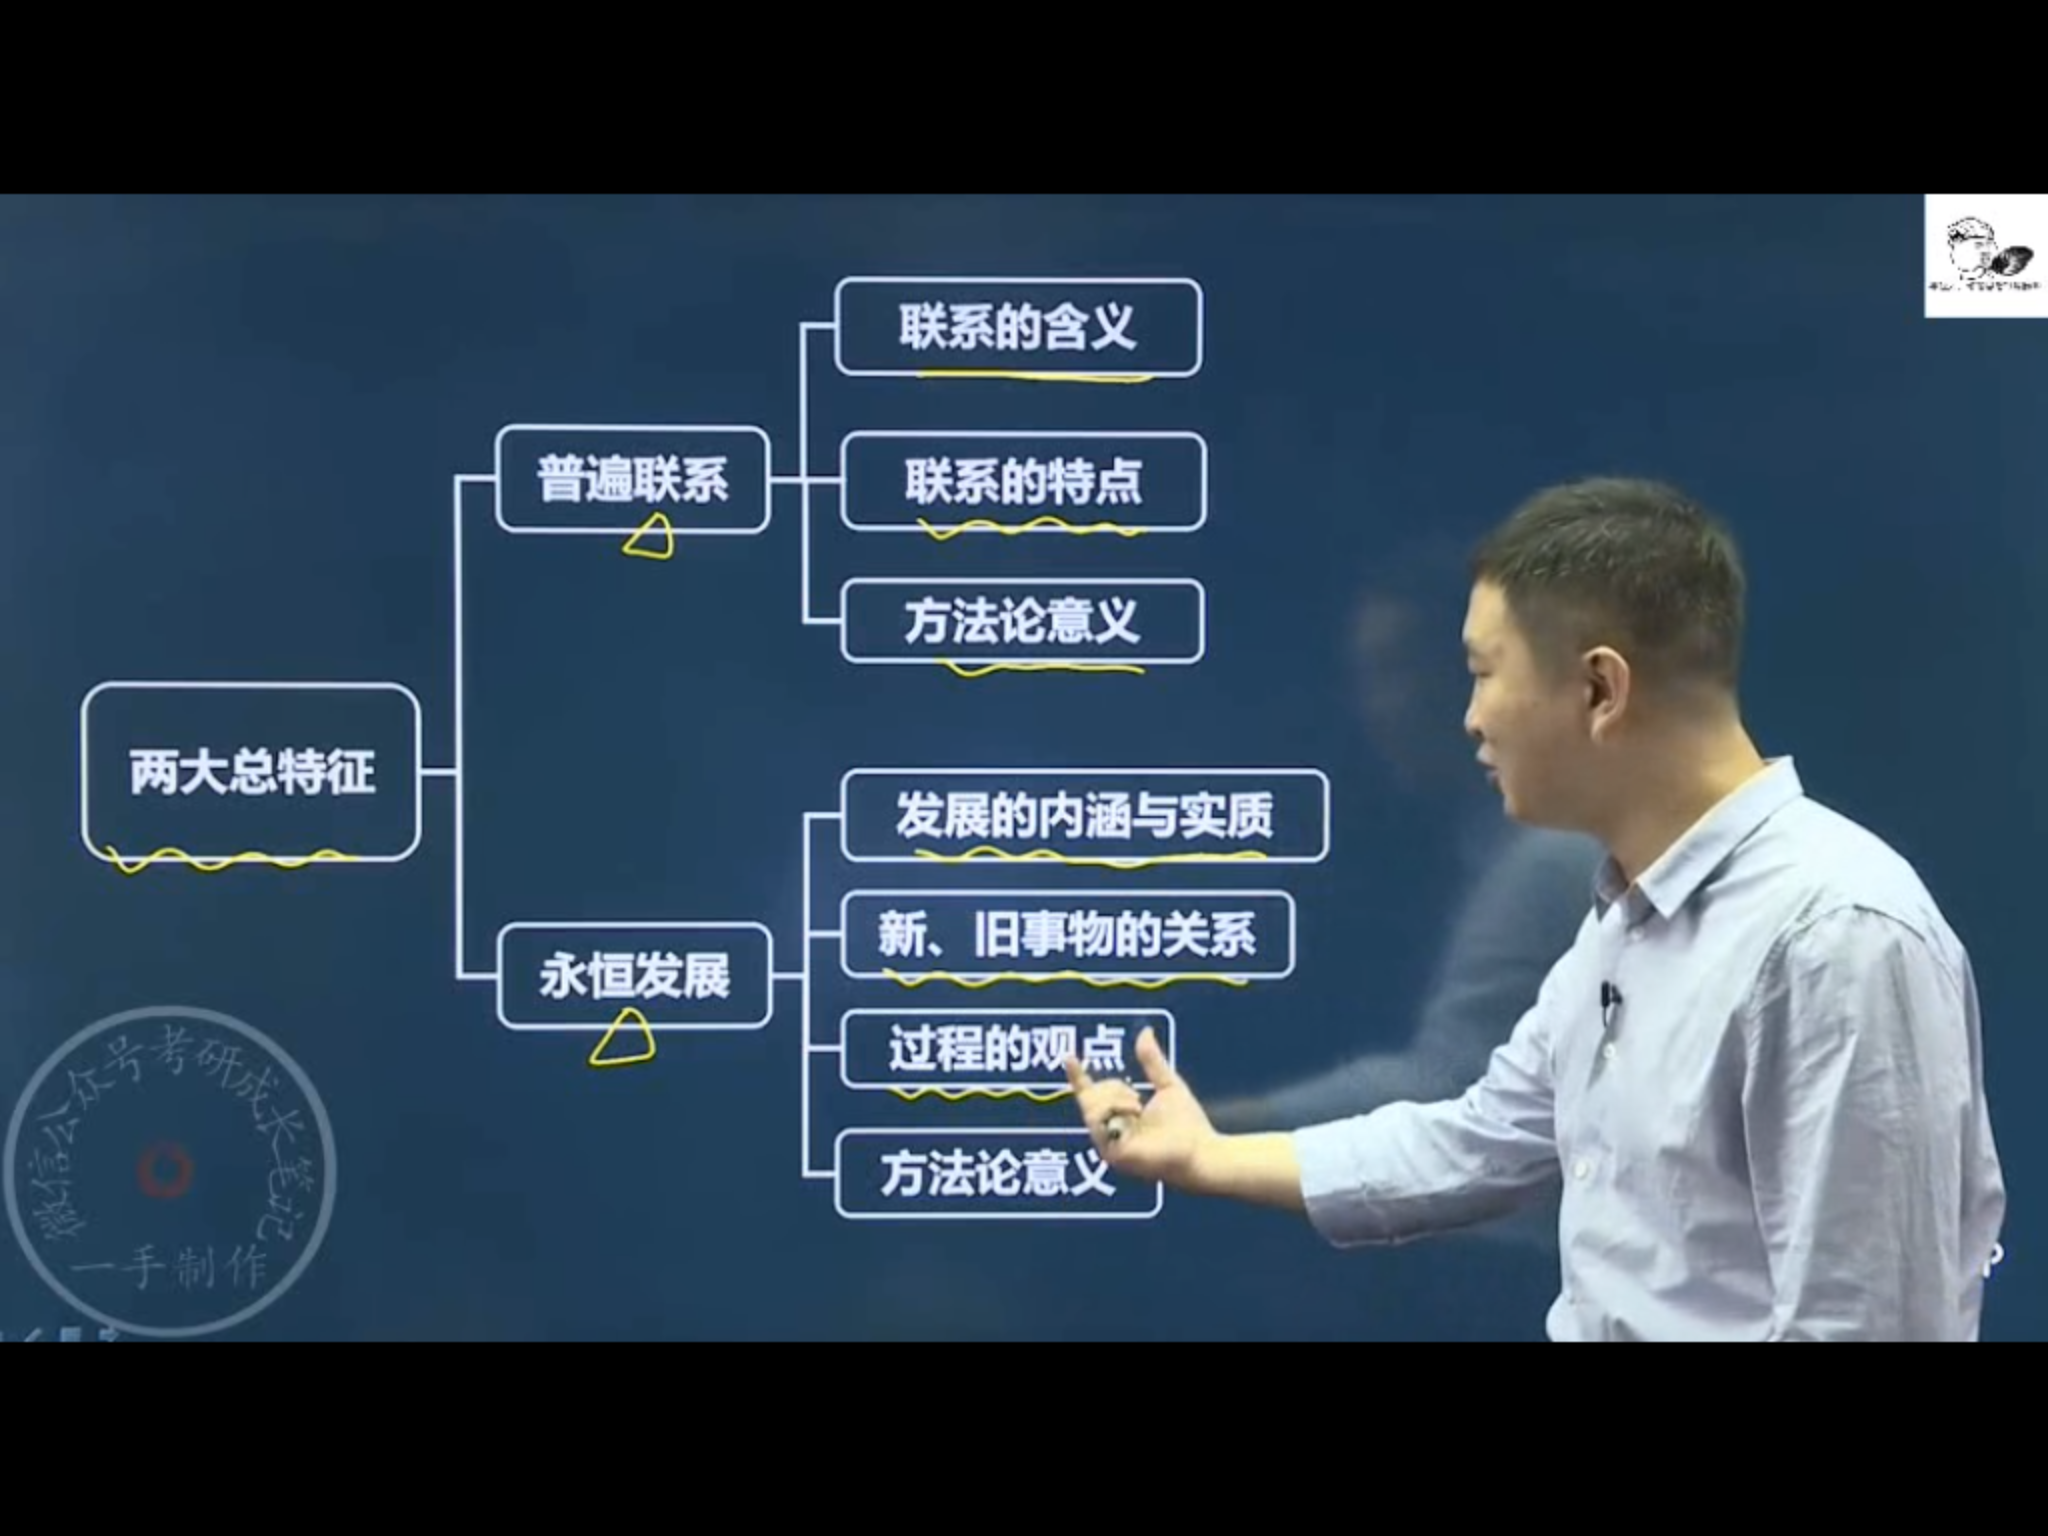 联系的含义
普遍联系
联系的特点
方法论意义
两大总特征
发展的内涵与实质
新、旧事物的关系
永恒发展
过程的观点
方法论意义
微信公众号考研成长笔记
一手制作